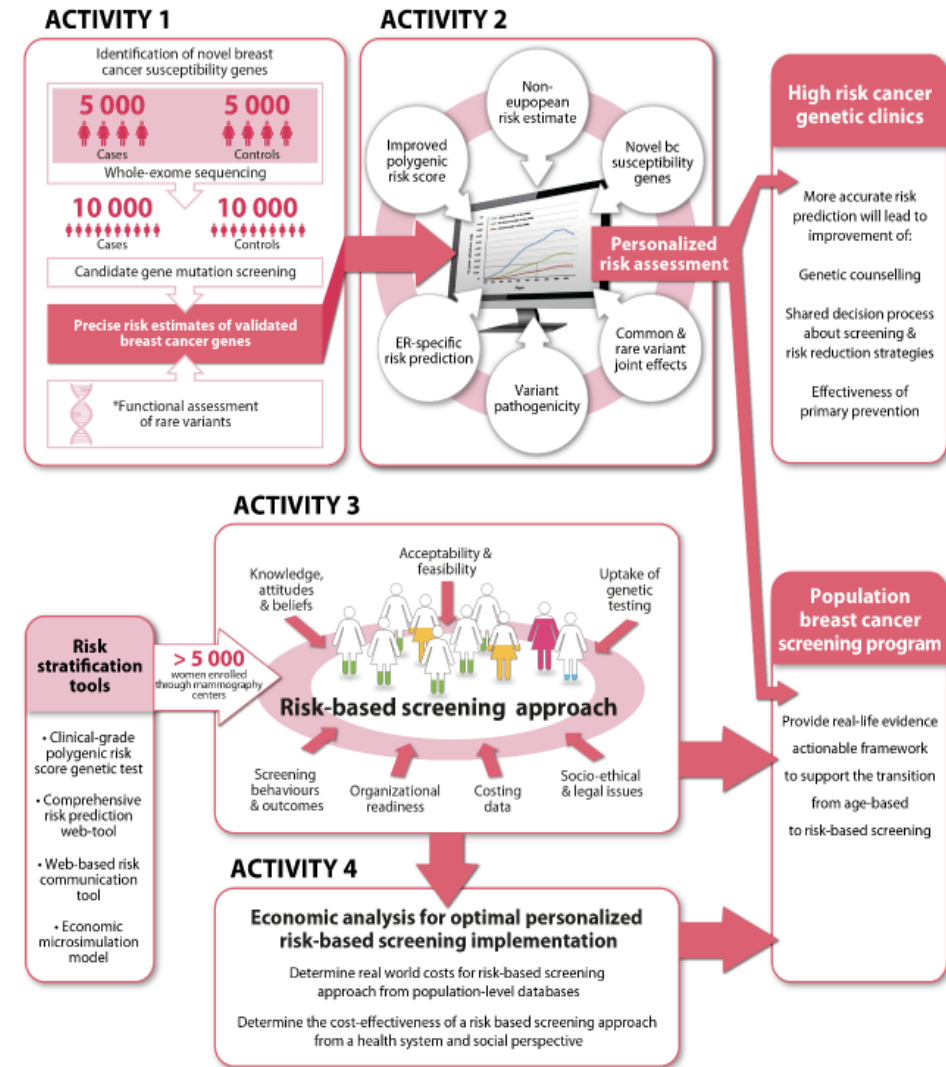 ACTIVITY 1
Identification of novel breast
cancer susceptibility genes
5 000
5 000
Cases
Controls
Whole-exome sequencing
10 000
10 000
Cases
Controls
Candidate gene mutation screening
Precise risk estimates of validated
breast cancer genes
*Functional assessment
of rare variants
ACTIVITY 2
Non-
eupopean
risk estimate
Improved
polygenic
risk score
Novel bc
susceptibility
genes
Personalized
risk assessment
Age
ER-specific
risk prediction
Common &
rare variant
joint effects
Variant
pathogenicity
High risk cancer
genetic clinics
More accurate risk
prediction will lead to
improvement of:
Genetic counselling
Shared decision process
about screening &
risk reduction strategies
Effectiveness of
primary prevention
ACTIVITY 3
Acceptability &
feasibility
Knowledge,
attitudes
& beliefs
Uptake of
genetic
testing
Risk-based screening approach
Screening
behaviours
& outcomes
Organizational
readiness
Costing
data
Socio-ethical
& legal issues
Risk
stratification
tools
> 5 000
women enrolled
through mammography
centers
• Clinical-grade
polygenic risk
score genetic test
• Comprehensive
risk prediction
web-tool
• Web-based risk
communication
tool
• Economic
microsimulation
model
Population
breast cancer
screening program
Provide real-life evidence
actionable framework
to support the transition
from age-based
to risk-based screening
ACTIVITY 4
Economic analysis for optimal personalized
risk-based screening implementation
Determine real world costs for risk-based screening
approach from population-level databases
Determine the cost-effectiveness of a risk based screening approach
from a health system and social perspective